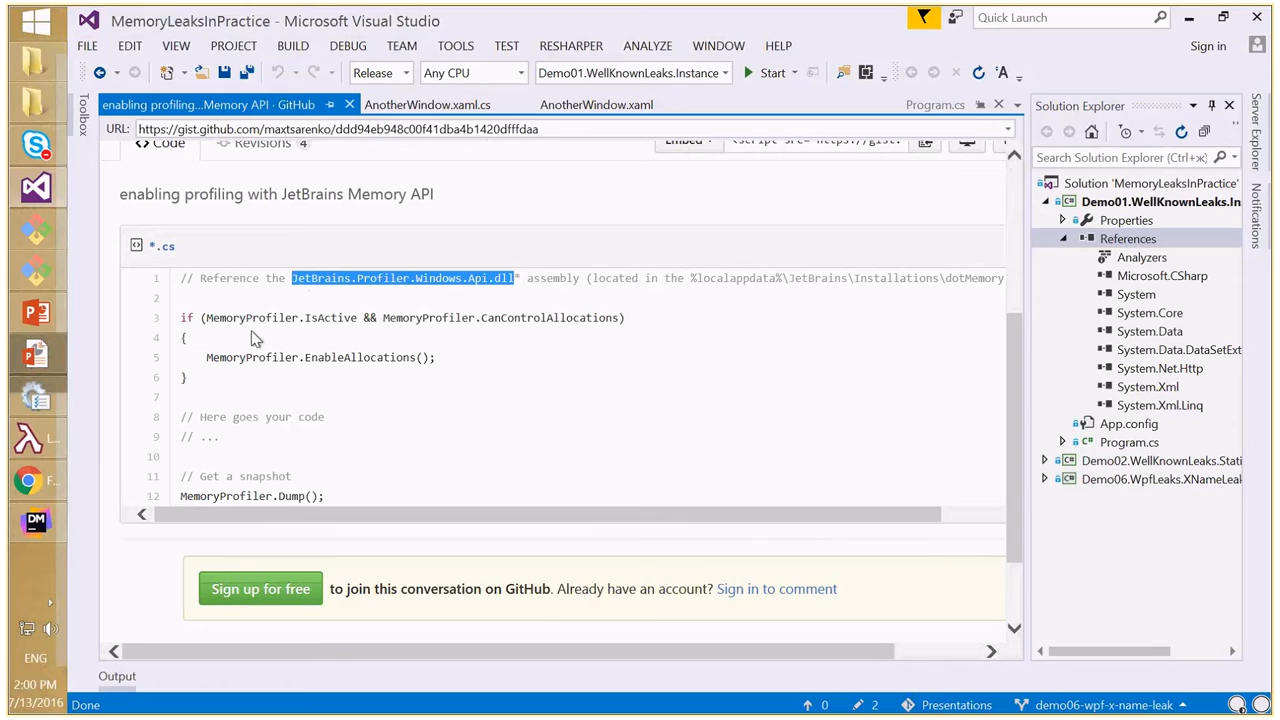 MemoryLeaksInPractice - Microsoft Visual Studio
Quick Launch
FILE EDIT VIEW PROJECT BUILD DEBUG TEAM TOOLS TEST RESHARPER ANALYZE WINDOW HELP
Sign in
Release Any CPU Demo01.WellKnownLeaks.Instance Start
Toolbox
enabling profiling...Memory API · GitHub
AnotherWindow.xaml.cs
AnotherWindow.xaml
Program.cs
URL: https://gist.github.com/maxtsarenko/ddd94eb948c00f41dba4b1420dfffdaa
Code Revisions 4
enabling profiling with JetBrains Memory API
*.cs
1 // Reference the JetBrains.Profiler.Windows.Api.dll* assembly (located in the %localappdata%\JetBrains\Installations\dotMemory
2
3 if (MemoryProfiler.IsActive && MemoryProfiler.CanControlAllocations)
4 {
5 MemoryProfiler.EnableAllocations();
6 }
7
8 // Here goes your code
9 // ...
10
11 // Get a snapshot
12 MemoryProfiler.Dump();
Sign up for free to join this conversation on GitHub. Already have an account? Sign in to comment
Output
Solution Explorer
Search Solution Explorer (Ctrl+ж)
Solution 'MemoryLeaksInPractice'
Demo01.WellKnownLeaks.In
Properties
References
Analyzers
Microsoft.CSharp
System
System.Core
System.Data
System.Data.DataSetExt
System.Net.Http
System.Xml
System.Xml.Linq
App.config
Program.cs
Demo02.WellKnownLeaks.Stati
Demo06.WpfLeaks.XNameLeak
Server Explorer
Notifications
L...
F...
DM
ENG
2:00 PM
7/13/2016
Done
0 2 Presentations demo06-wpf-x-name-leak